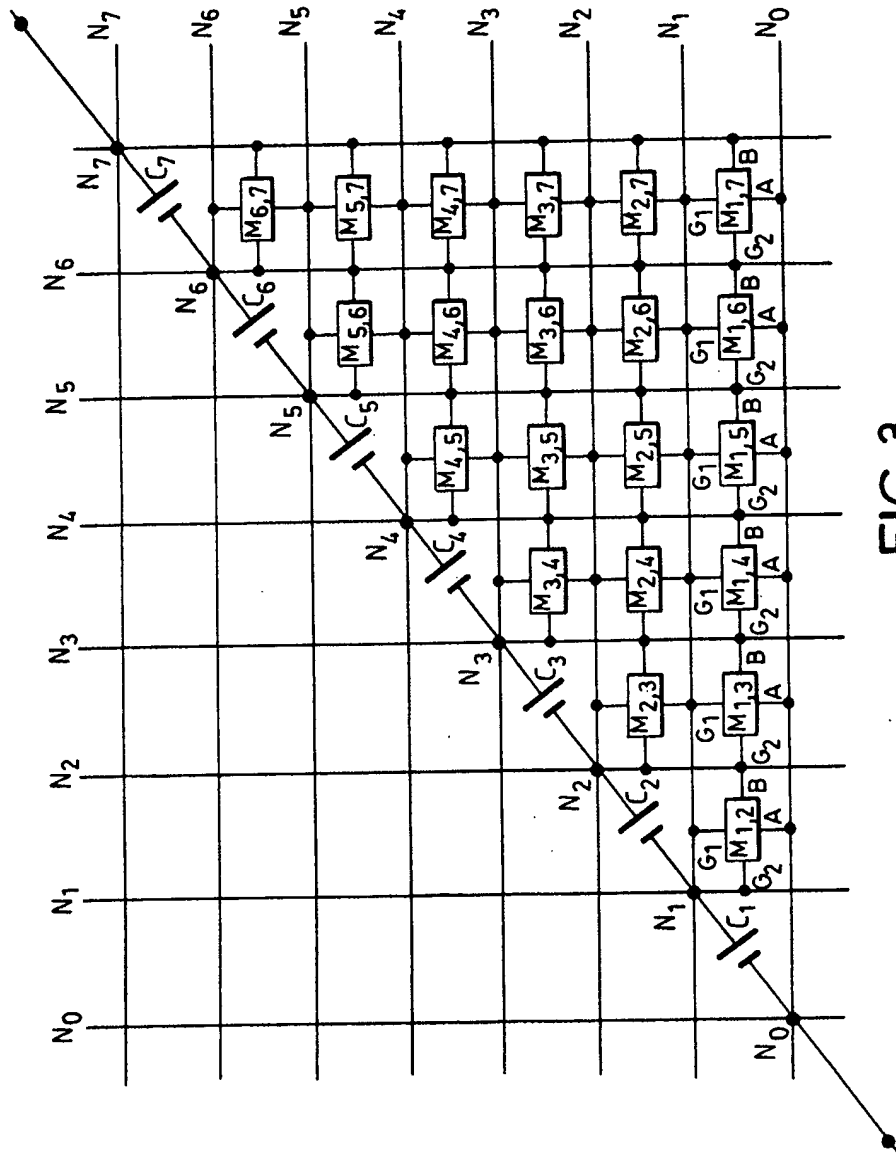 N0 N1 N2 N3 N4 N5 N6 N7 N7
C7
N6 N6
C6 M6,7
N5 N5
C5 M5,6 M5,7
N4 N4
C4 M4,5 M4,6 M4,7
N3 N3
C3 M3,4 M3,5 M3,6 M3,7
N2 N2
C2 M2,3 M2,4 M2,5 M2,6 M2,7
N1 N1
G1 G1 G1 G1 G1 G1
C1 M1,2 M1,3 M1,4 M1,5 M1,6 M1,7
G2 A B G2 A B G2 A B G2 A B G2 A B G2 A B
N0 N0
FIG.3